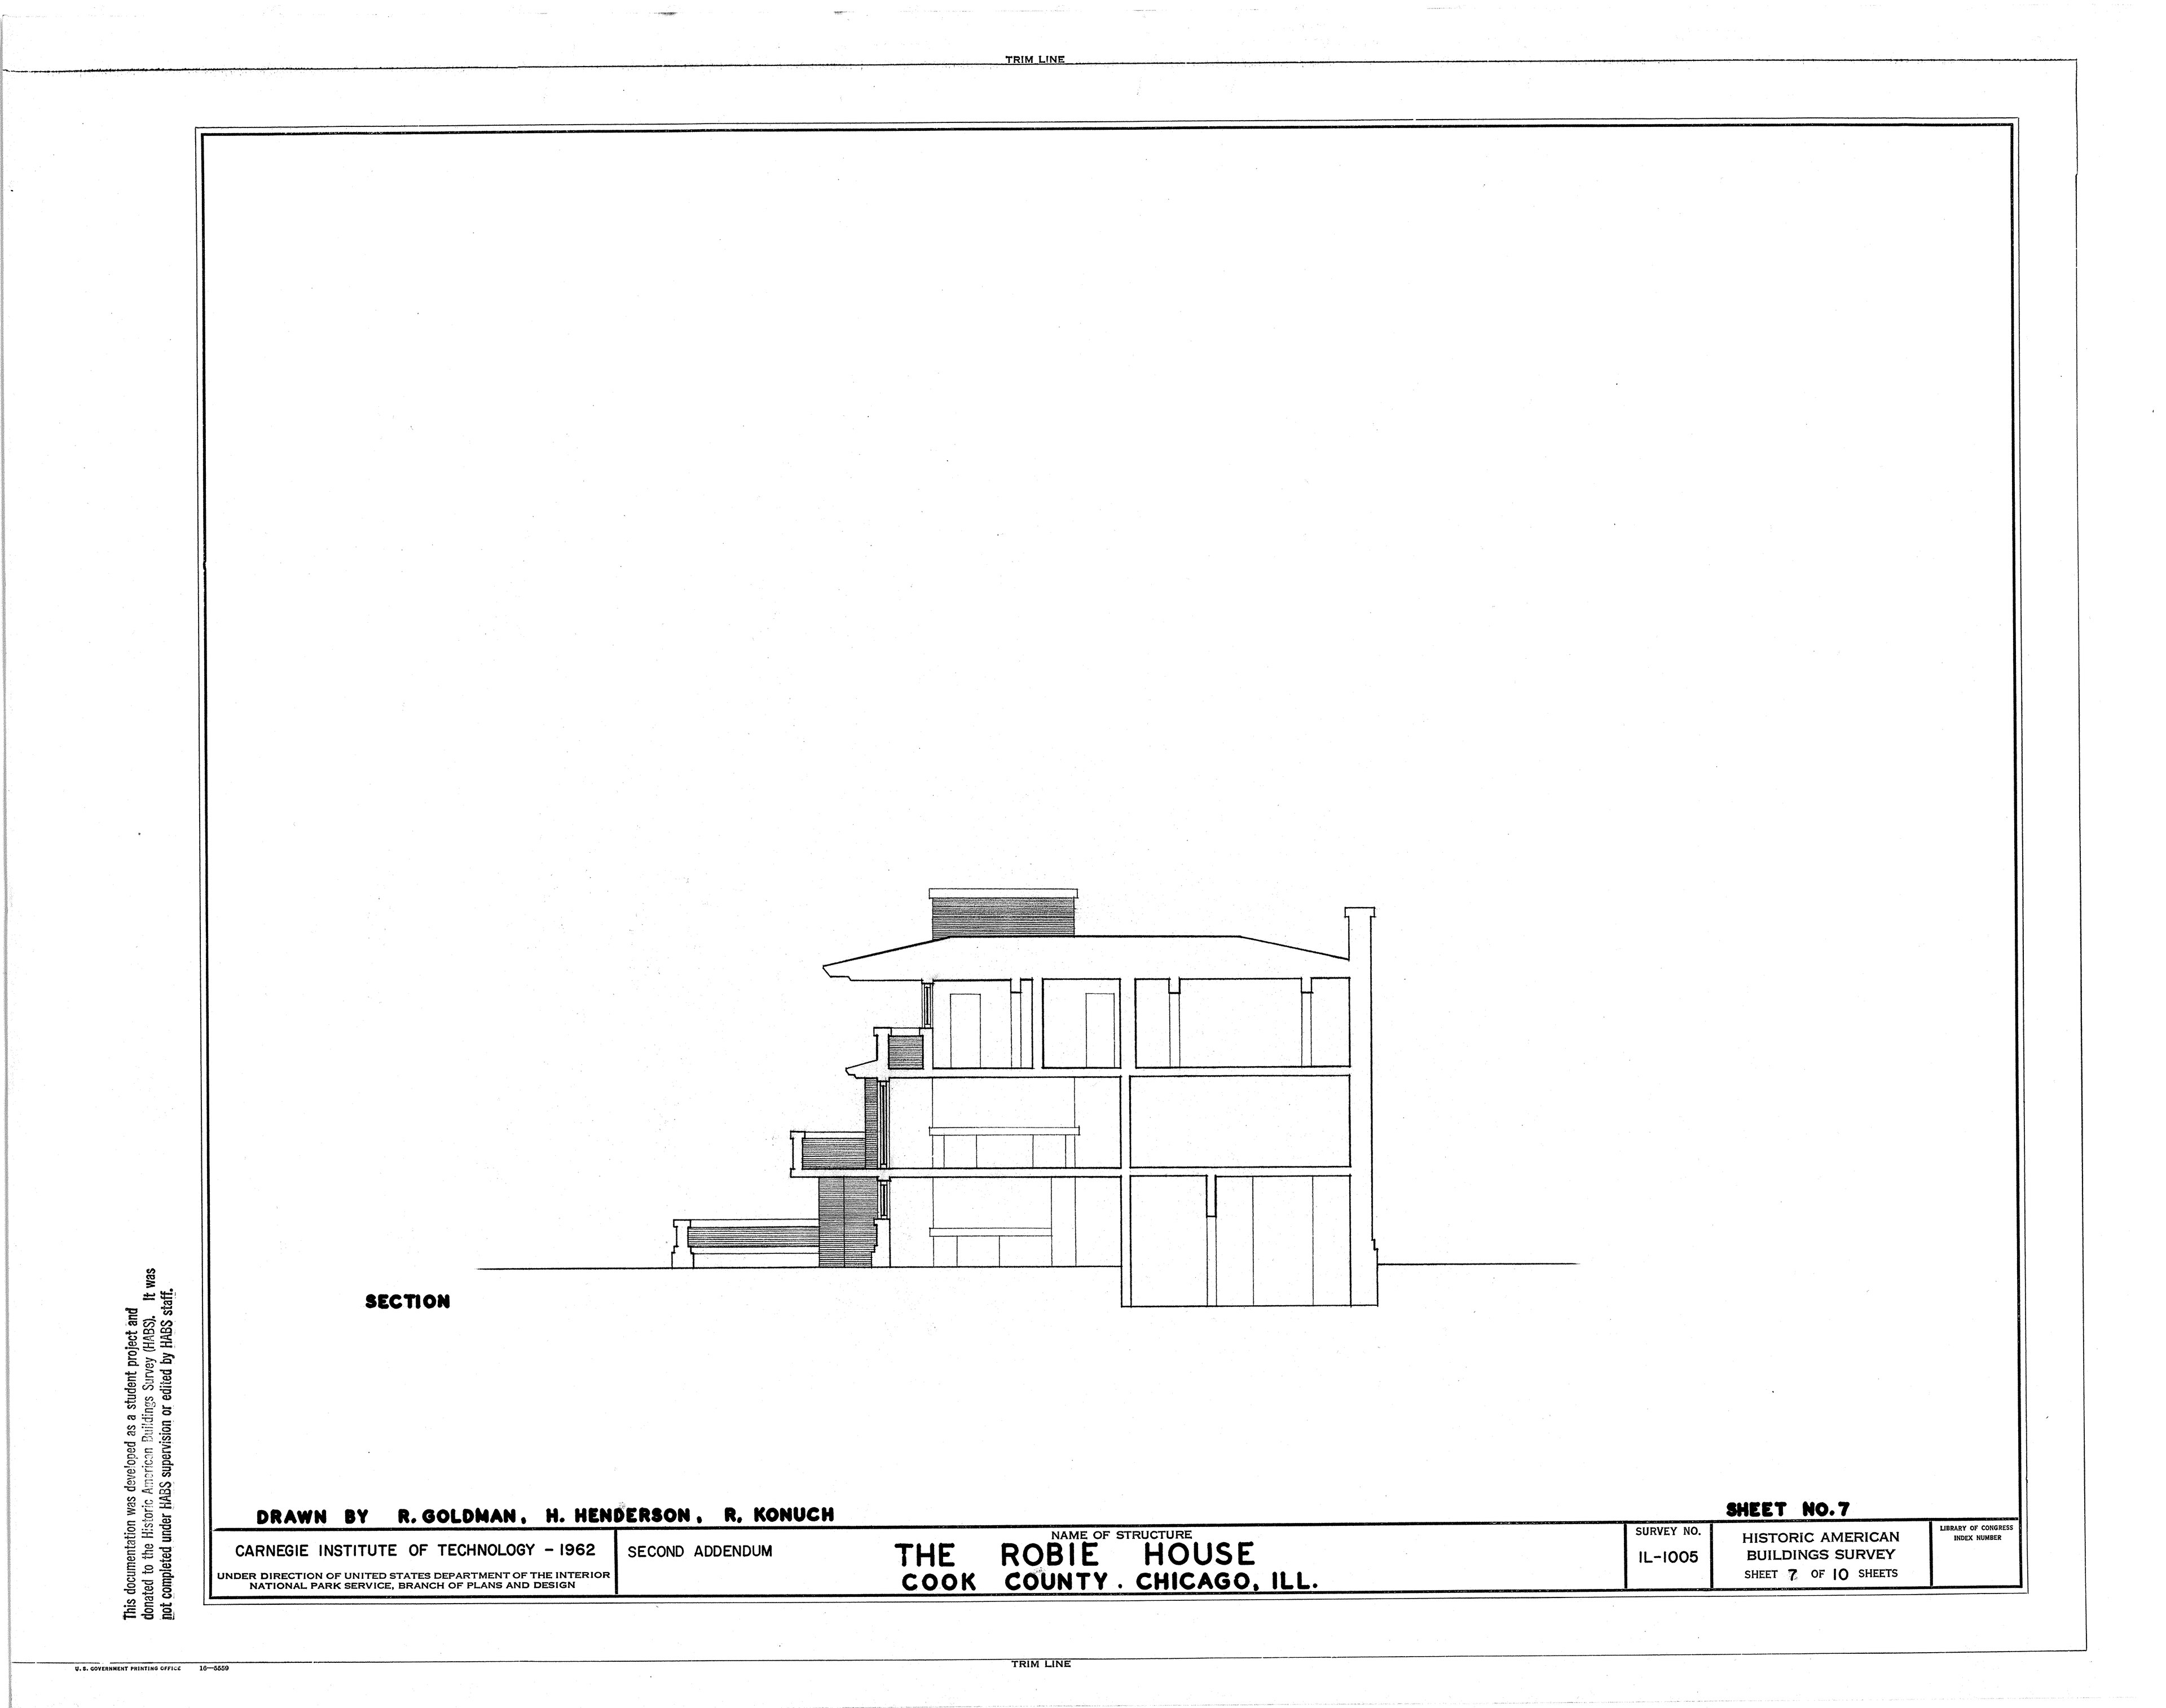 TRIM LINE
This documentation was developed as a student project and
donated to the Historic American Buildings Survey (HABS). It was
not completed under HABS supervision or edited by HABS staff.
SECTION
DRAWN BY R. GOLDMAN, H. HENDERSON, R. KONUCH
SHEET NO. 7
CARNEGIE INSTITUTE OF TECHNOLOGY - 1962
UNDER DIRECTION OF UNITED STATES DEPARTMENT OF THE INTERIOR
NATIONAL PARK SERVICE, BRANCH OF PLANS AND DESIGN
SECOND ADDENDUM
NAME OF STRUCTURE
THE ROBIE HOUSE
COOK COUNTY. CHICAGO, ILL.
SURVEY NO.
IL-1005
HISTORIC AMERICAN
BUILDINGS SURVEY
SHEET 7 OF 10 SHEETS
LIBRARY OF CONGRESS
INDEX NUMBER
U. S. GOVERNMENT PRINTING OFFICE 16—6559
TRIM LINE